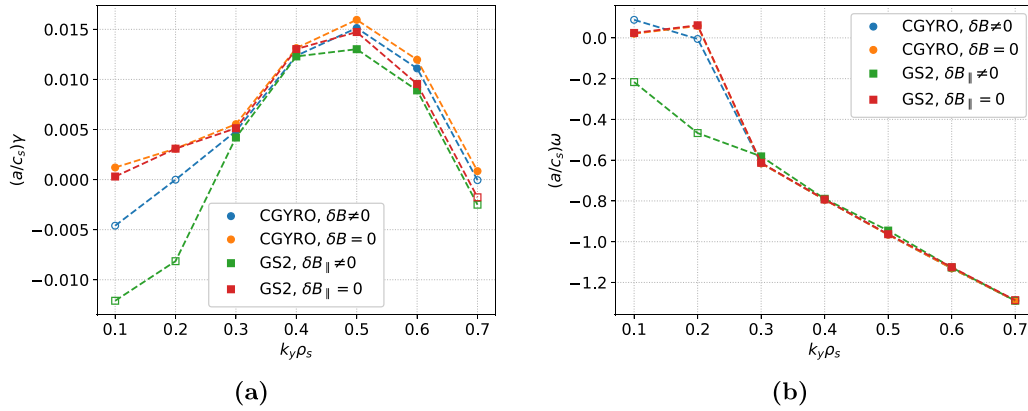 0.015
0.010
0.005
0.000
−0.005
−0.010
(a/c_s)γ
CGYRO, δB≠0
CGYRO, δB = 0
GS2, δB_∥ ≠0
GS2, δB_∥ = 0
0.1 0.2 0.3 0.4 0.5 0.6 0.7
k_yρ_s
(a)
0.0
−0.2
−0.4
−0.6
−0.8
−1.0
−1.2
(a/c_s)ω
CGYRO, δB≠0
CGYRO, δB = 0
GS2, δB_∥ ≠0
GS2, δB_∥ = 0
0.1 0.2 0.3 0.4 0.5 0.6 0.7
k_yρ_s
(b)